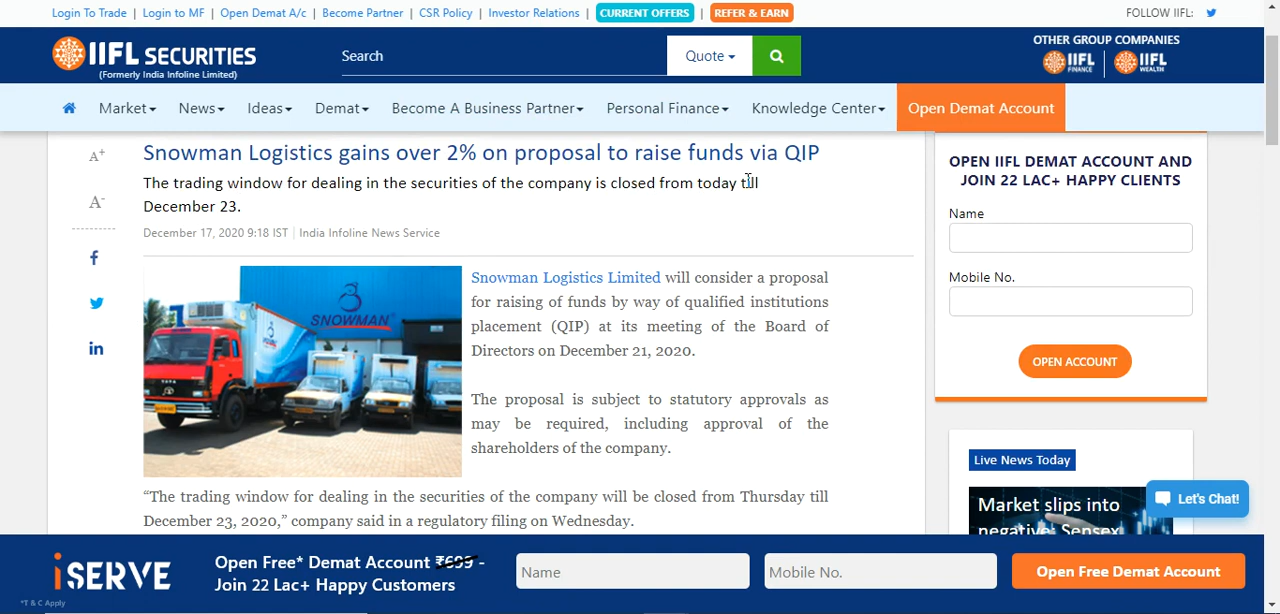 Login To Trade | Login to MF | Open Demat A/c | Become Partner | CSR Policy | Investor Relations | CURRENT OFFERS | REFER & EARN
FOLLOW IIFL:
IIFL SECURITIES
(Formerly India Infoline Limited)
Search
Quote
OTHER GROUP COMPANIES
IIFL FINANCE
IIFL WEALTH
Market News Ideas Demat Become A Business Partner Personal Finance Knowledge Center Open Demat Account
A+
A-
Snowman Logistics gains over 2% on proposal to raise funds via QIP
The trading window for dealing in the securities of the company is closed from today till
December 23.
December 17, 2020 9:18 IST | India Infoline News Service
SNOWMAN
Snowman Logistics Limited will consider a proposal
for raising of funds by way of qualified institutions
placement (QIP) at its meeting of the Board of
Directors on December 21, 2020.
The proposal is subject to statutory approvals as
may be required, including approval of the
shareholders of the company.
“The trading window for dealing in the securities of the company will be closed from Thursday till
December 23, 2020,” company said in a regulatory filing on Wednesday.
OPEN IIFL DEMAT ACCOUNT AND
JOIN 22 LAC+ HAPPY CLIENTS
Name
Mobile No.
OPEN ACCOUNT
Live News Today
Market slips into
negative; Sensex
Let's Chat!
iSERVE
*T & C Apply
Open Free* Demat Account ₹699 -
Join 22 Lac+ Happy Customers
Name
Mobile No.
Open Free Demat Account